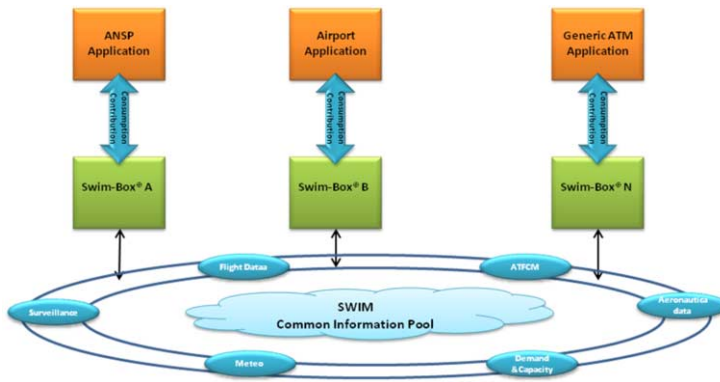 ANSP
Application
Airport
Application
Generic ATM
Application
Consumption
Contribution
Consumption
Contribution
Consumption
Contribution
Swim-Box® A
Swim-Box® B
Swim-Box® N
Flight Dataa
ATFCM
Surveillance
Aeronautica
data
SWIM
Common Information Pool
Meteo
Demand
&Capacity